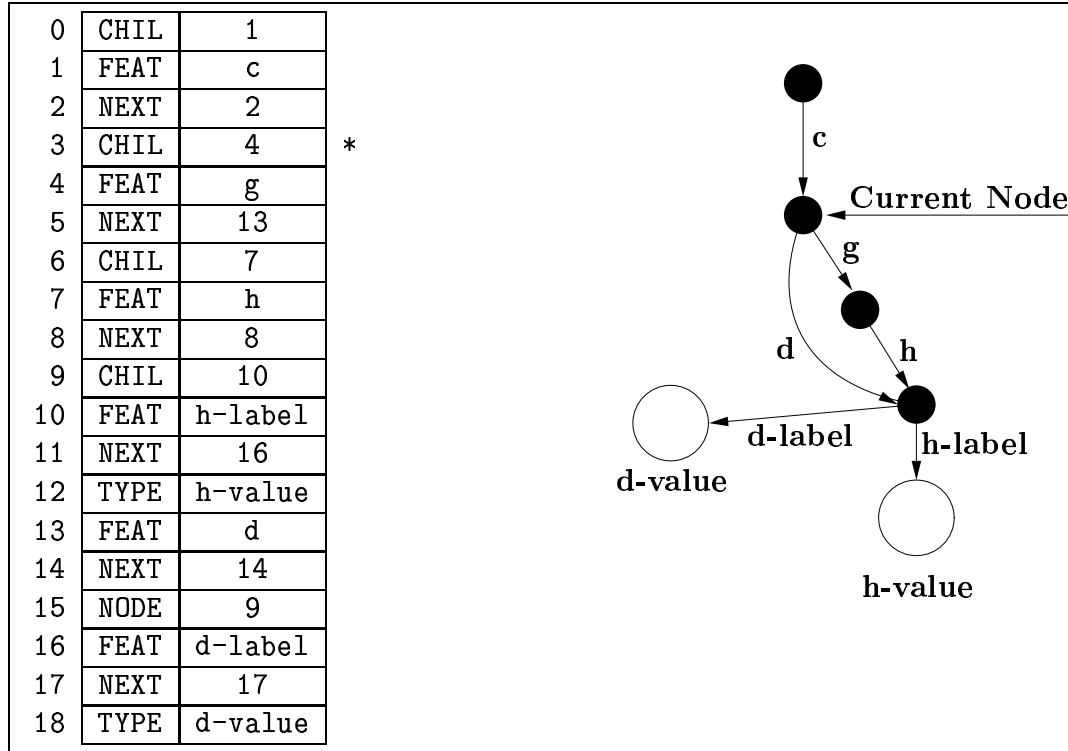 0 CHIL 1
1 FEAT c
2 NEXT 2
3 CHIL 4 *
4 FEAT g
5 NEXT 13
6 CHIL 7
7 FEAT h
8 NEXT 8
9 CHIL 10
10 FEAT h-label
11 NEXT 16
12 TYPE h-value
13 FEAT d
14 NEXT 14
15 NODE 9
16 FEAT d-label
17 NEXT 17
18 TYPE d-value
c
Current Node
g
d
h
d-label
h-label
d-value
h-value